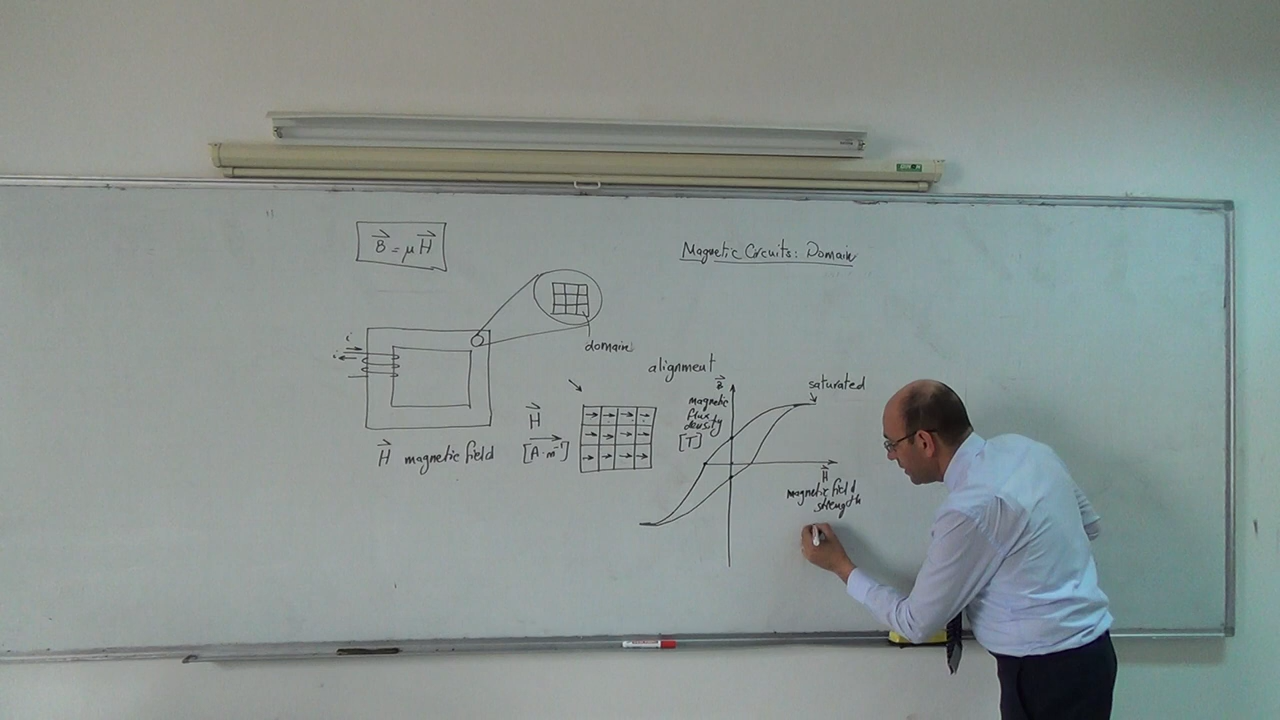 B = μH
Magnetic Circuits: Domain
domain
i
i
H magnetic field
H
[A·m⁻¹]
alignment
B
magnetic
flux
density
[T]
saturated
H
magnetic field
strength